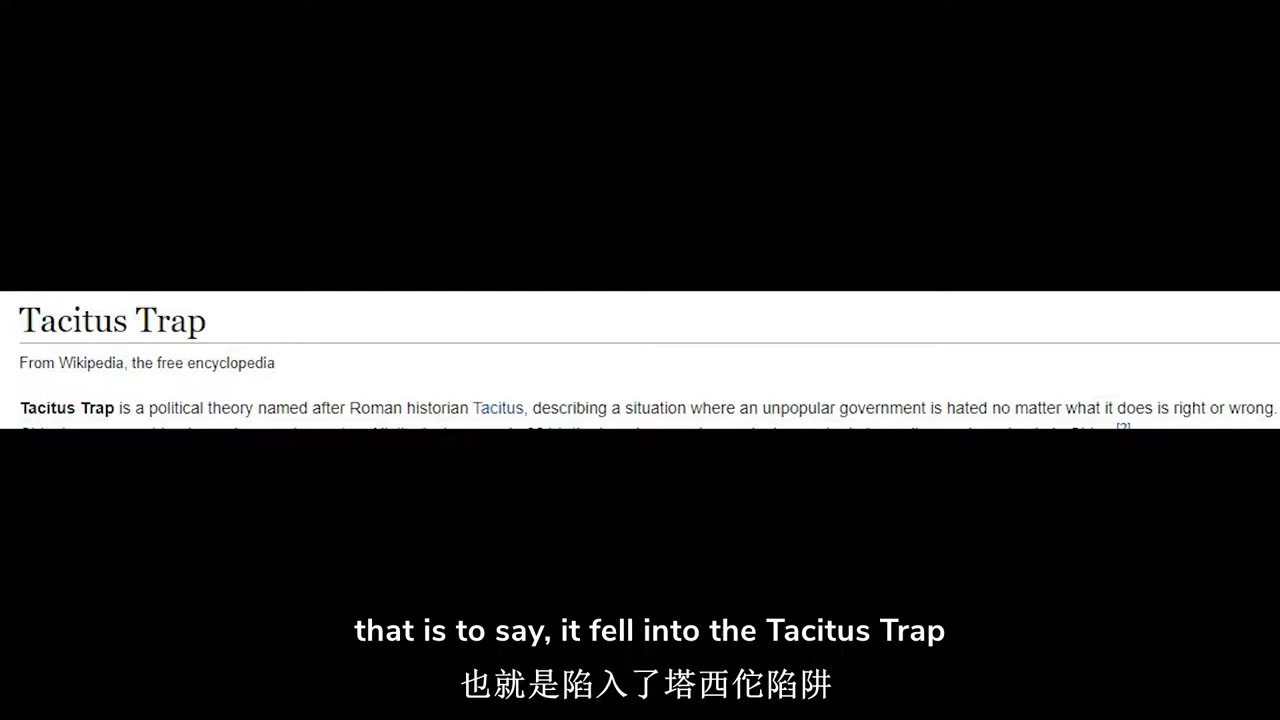 Tacitus Trap
From Wikipedia, the free encyclopedia
Tacitus Trap is a political theory named after Roman historian Tacitus, describing a situation where an unpopular government is hated no matter what it does is right or wrong.
[2]
that is to say, it fell into the Tacitus Trap
也就是陷入了塔西佗陷阱